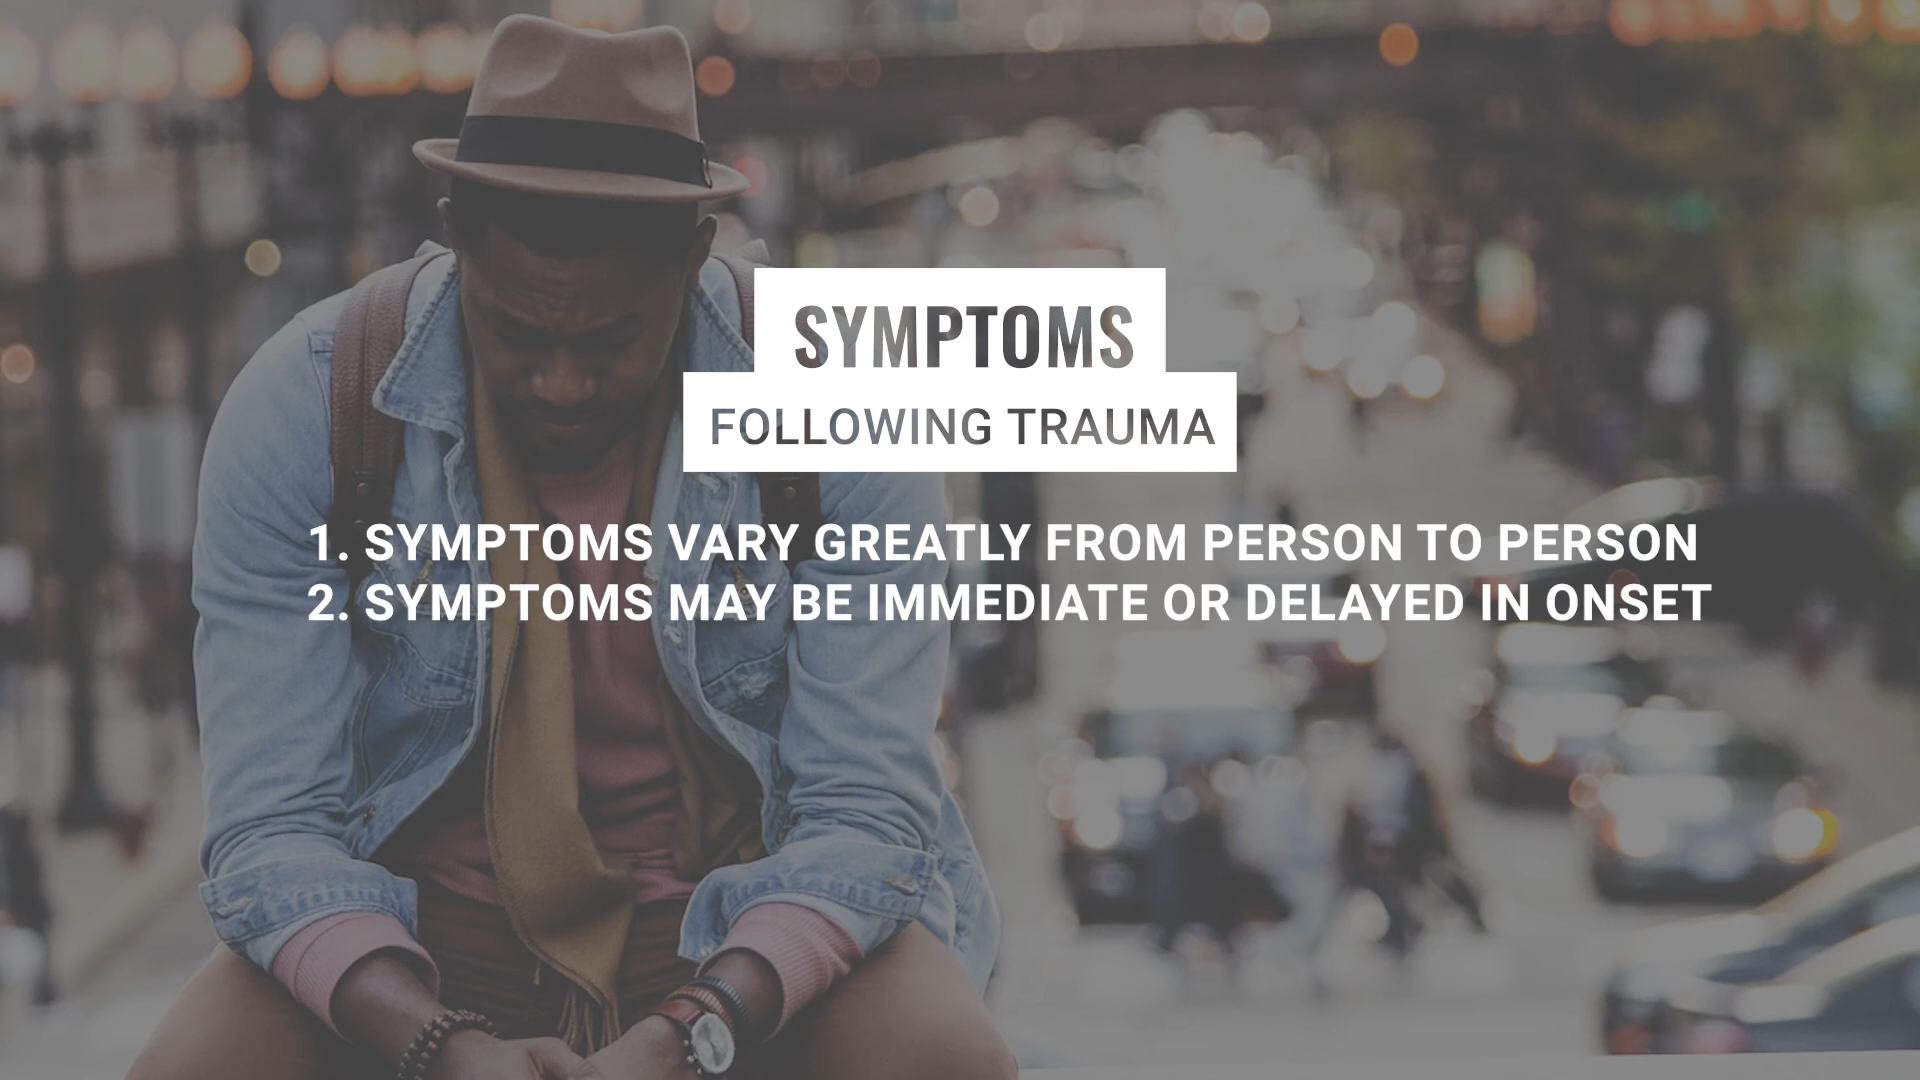 SYMPTOMS
FOLLOWING TRAUMA
1. SYMPTOMS VARY GREATLY FROM PERSON TO PERSON
2. SYMPTOMS MAY BE IMMEDIATE OR DELAYED IN ONSET